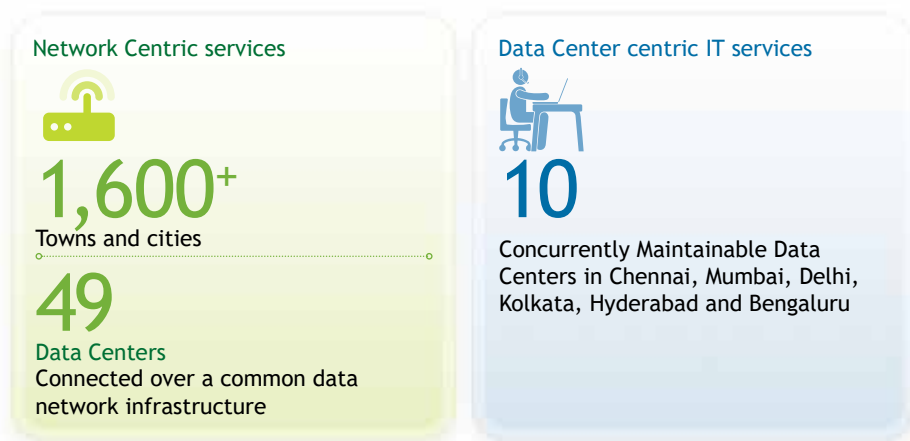 Network Centric services
1,600+
Towns and cities
49
Data Centers
Connected over a common data
network infrastructure
Data Center centric IT services
10
Concurrently Maintainable Data
Centers in Chennai, Mumbai, Delhi,
Kolkata, Hyderabad and Bengaluru